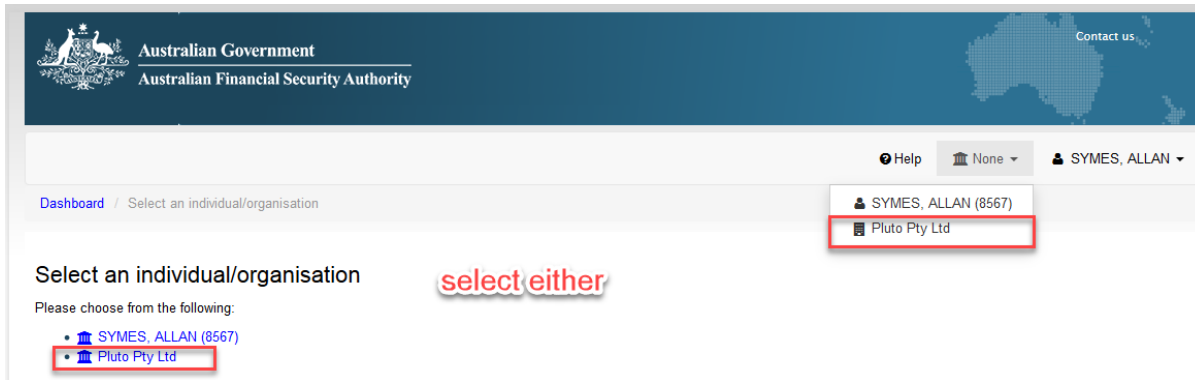 Australian Government
Australian Financial Security Authority
Contact us
Help
None
SYMES, ALLAN
Dashboard / Select an individual/organisation
SYMES, ALLAN (8567)
Pluto Pty Ltd
Select an individual/organisation
select either
Please choose from the following:
SYMES, ALLAN (8567)
Pluto Pty Ltd